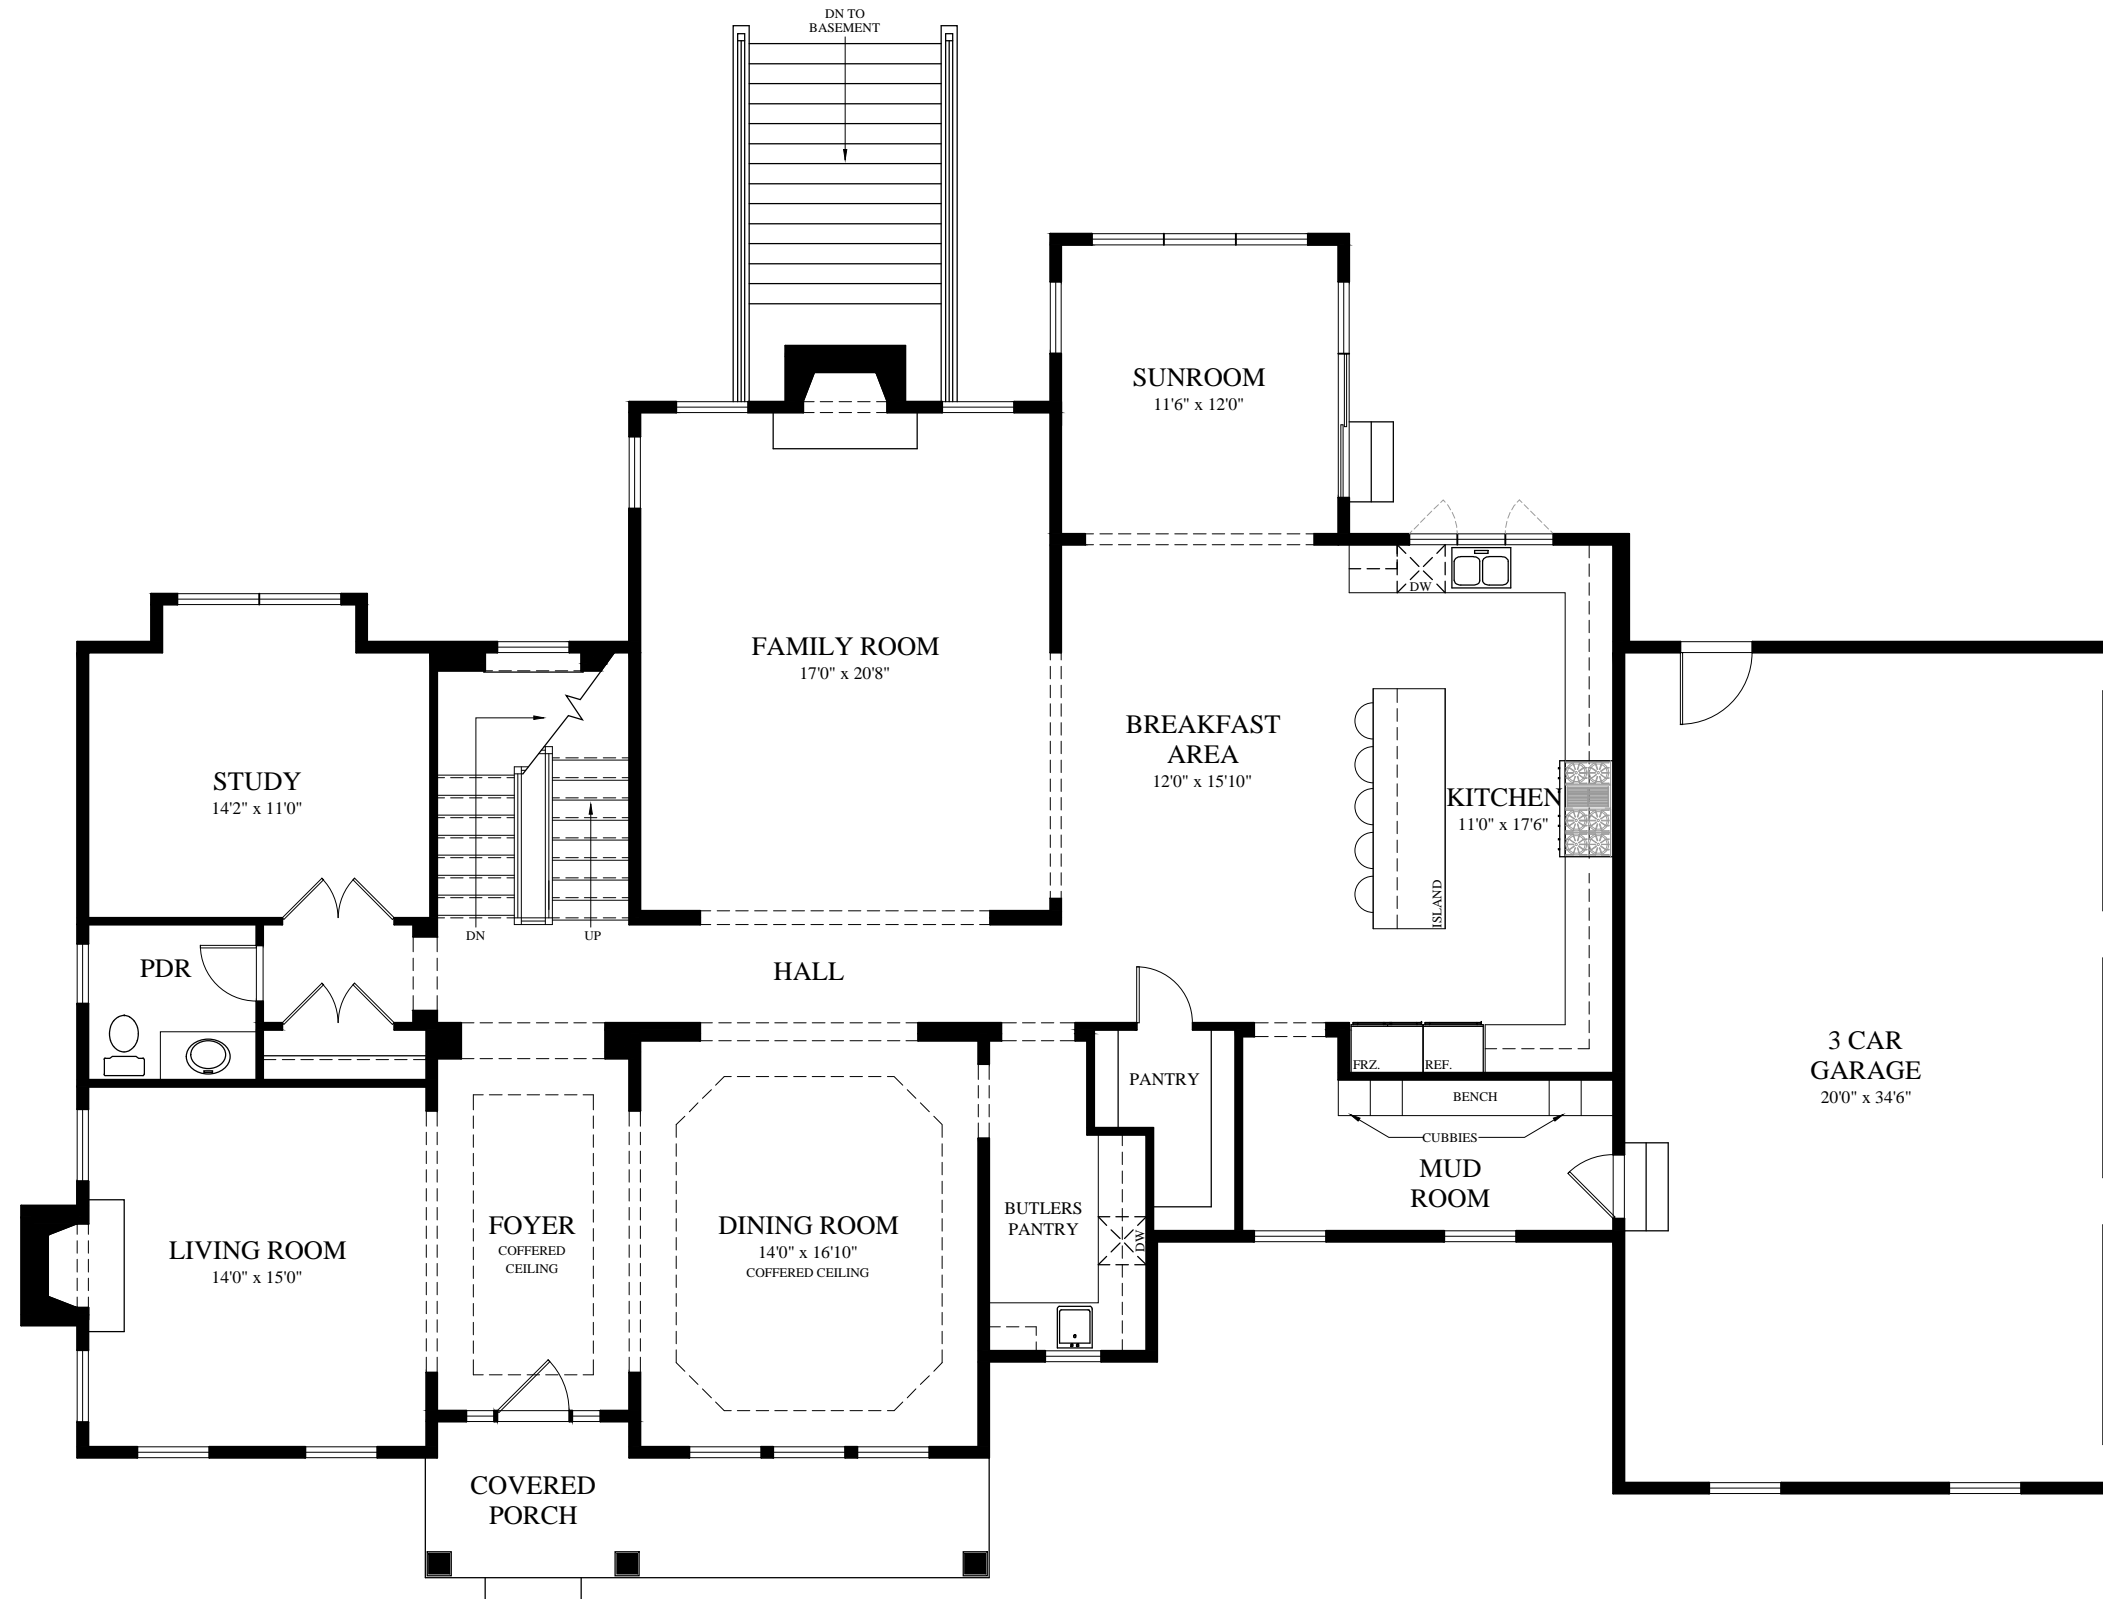 DN TO
BASEMENT
SUNROOM
11'6" x 12'0"
FAMILY ROOM
17'0" x 20'8"
DW
BREAKFAST
AREA
12'0" x 15'10"
KITCHEN
11'0" x 17'6"
ISLAND
STUDY
14'2" x 11'0"
DN
UP
PDR
HALL
3 CAR
GARAGE
20'0" x 34'6"
FRZ.
REF.
PANTRY
BENCH
CUBBIES
MUD
ROOM
BUTLERS
PANTRY
DW
LIVING ROOM
14'0" x 15'0"
FOYER
COFFERED
CEILING
DINING ROOM
14'0" x 16'10"
COFFERED CEILING
COVERED
PORCH